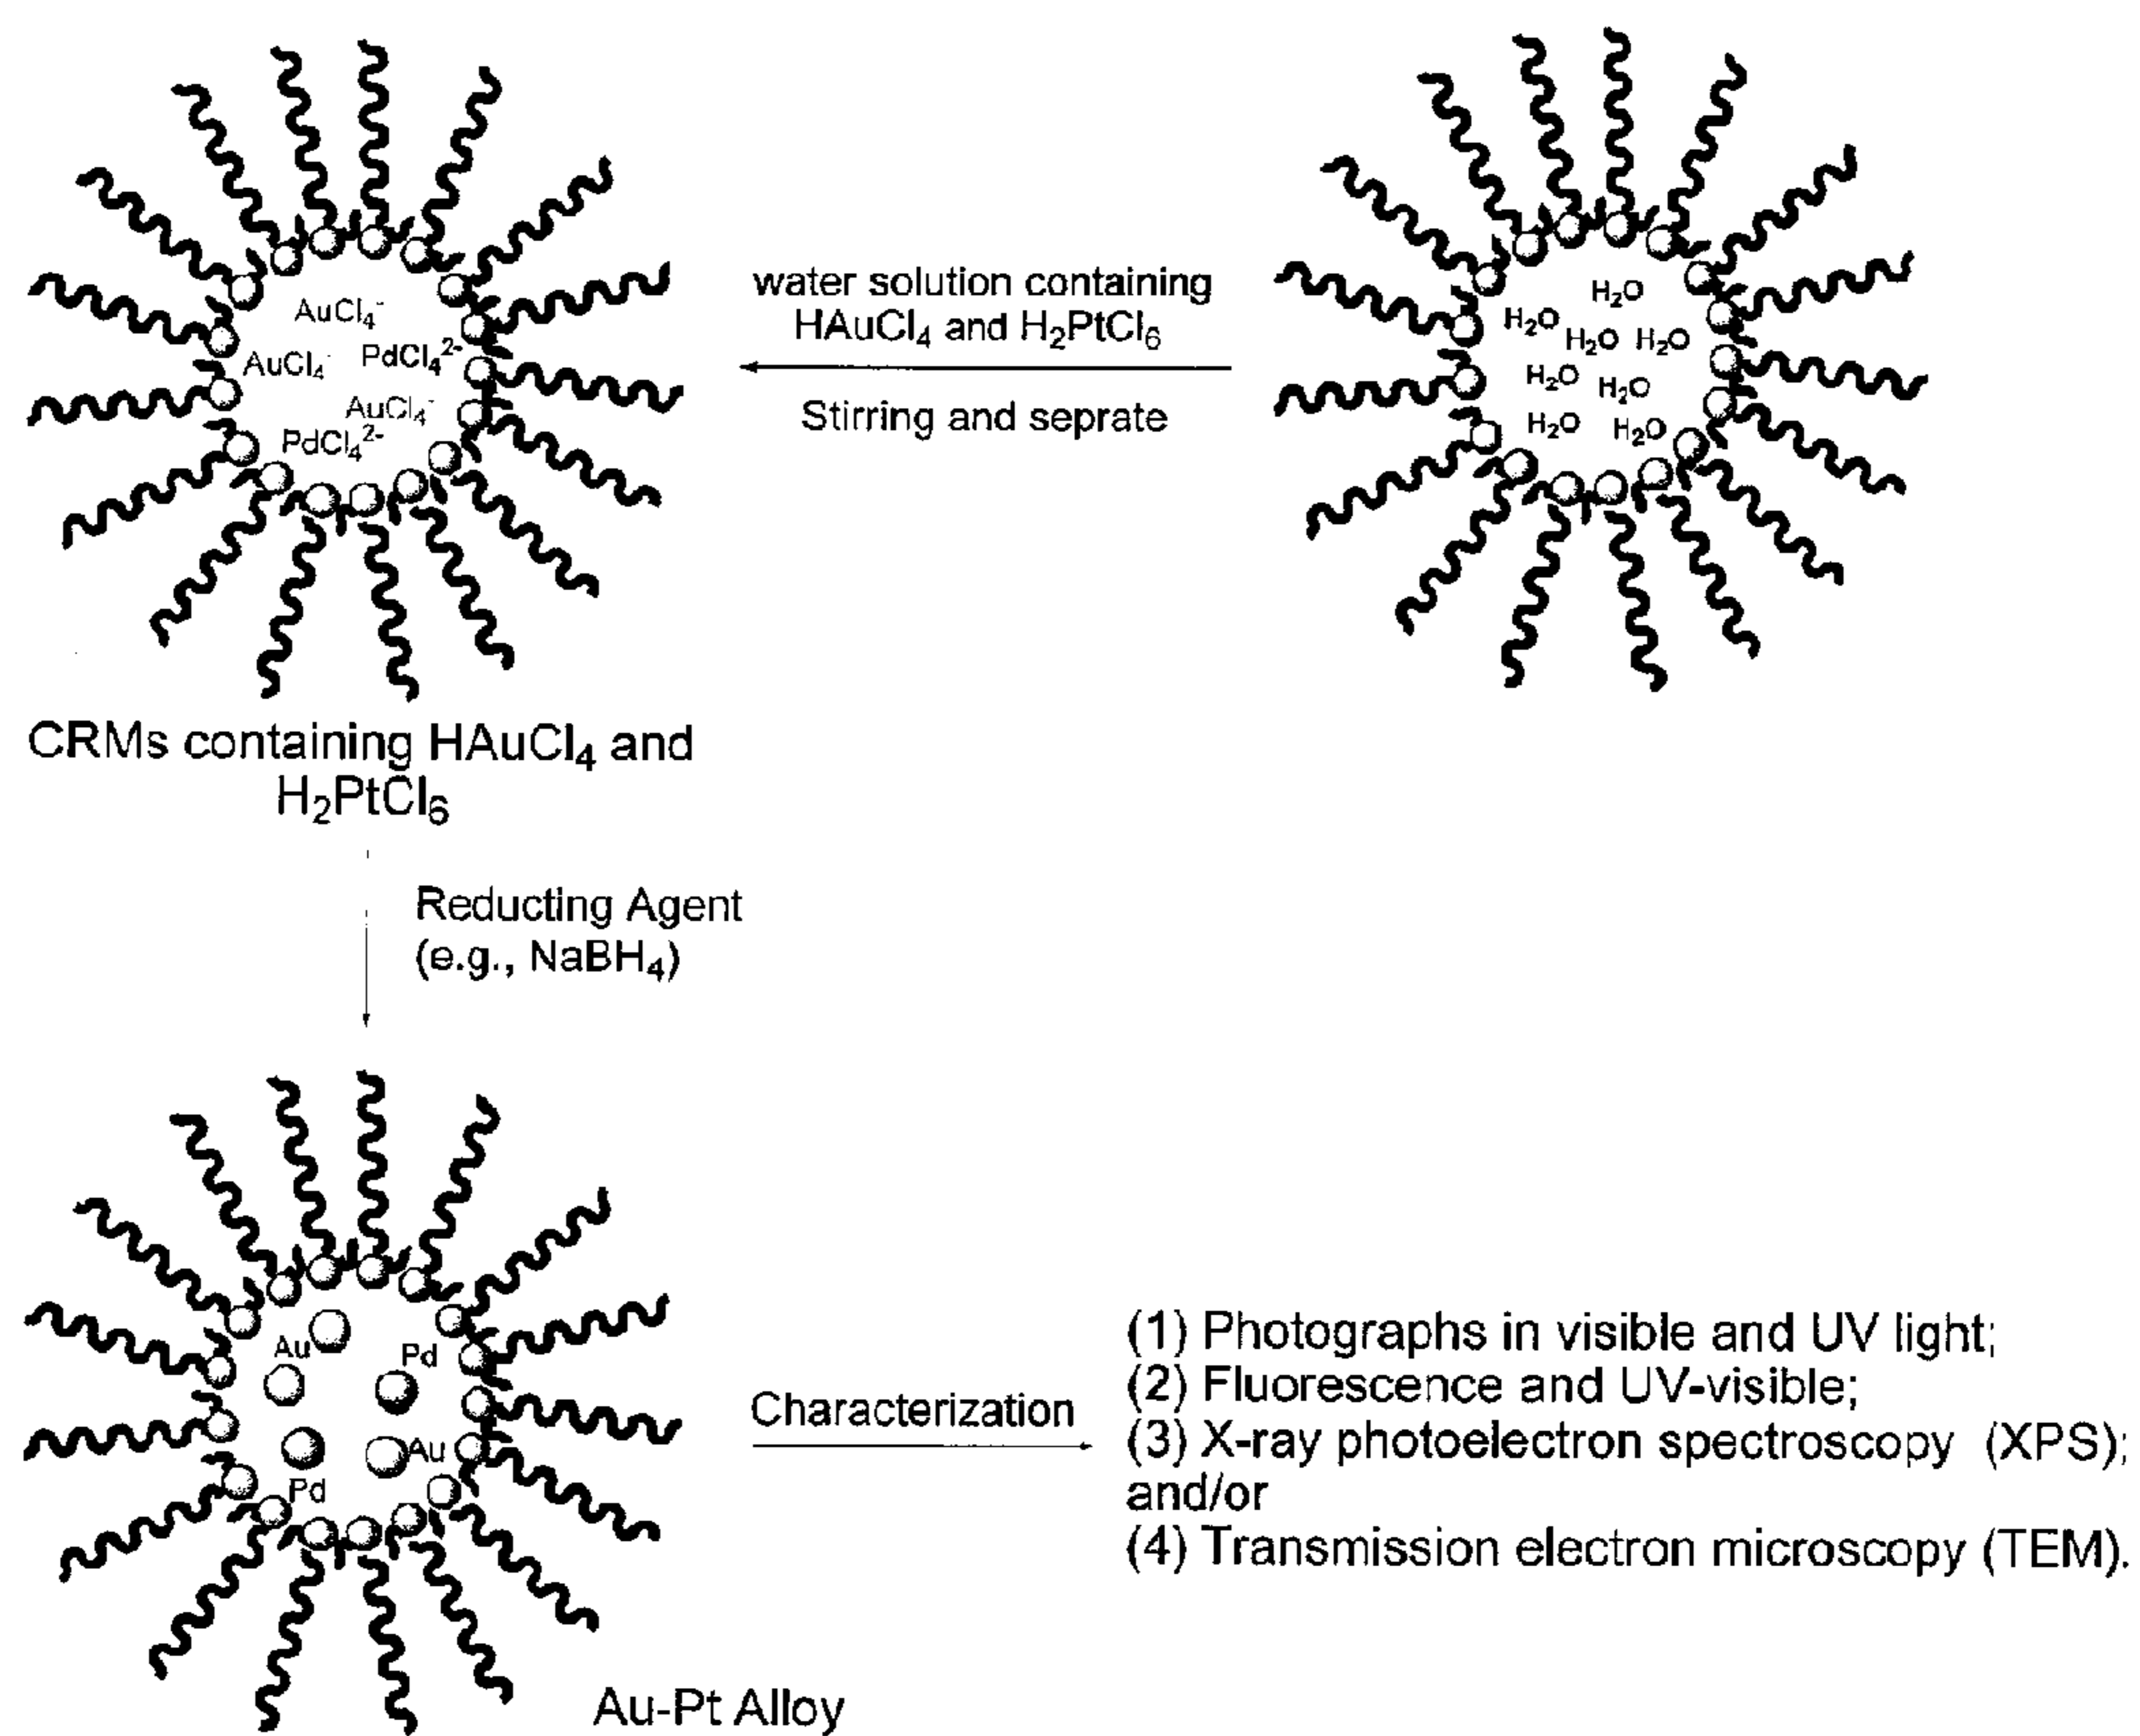 AuCl₄⁻
AuCl₄⁻ PdCl₄²⁻
AuCl₄⁻
PdCl₄²⁻
water solution containing
HAuCl₄ and H₂PtCl₆
Stirring and seprate
H₂O
H₂O
H₂O H₂O
H₂O H₂O
H₂O H₂O
CRMs containing HAuCl₄ and
H₂PtCl₆
Reducting Agent
(e.g., NaBH₄)
Au
Pd
Au
Pd
Au-Pt Alloy
Characterization
(1) Photographs in visible and UV light;
(2) Fluorescence and UV-visible;
(3) X-ray photoelectron spectroscopy (XPS);
and/or
(4) Transmission electron microscopy (TEM).